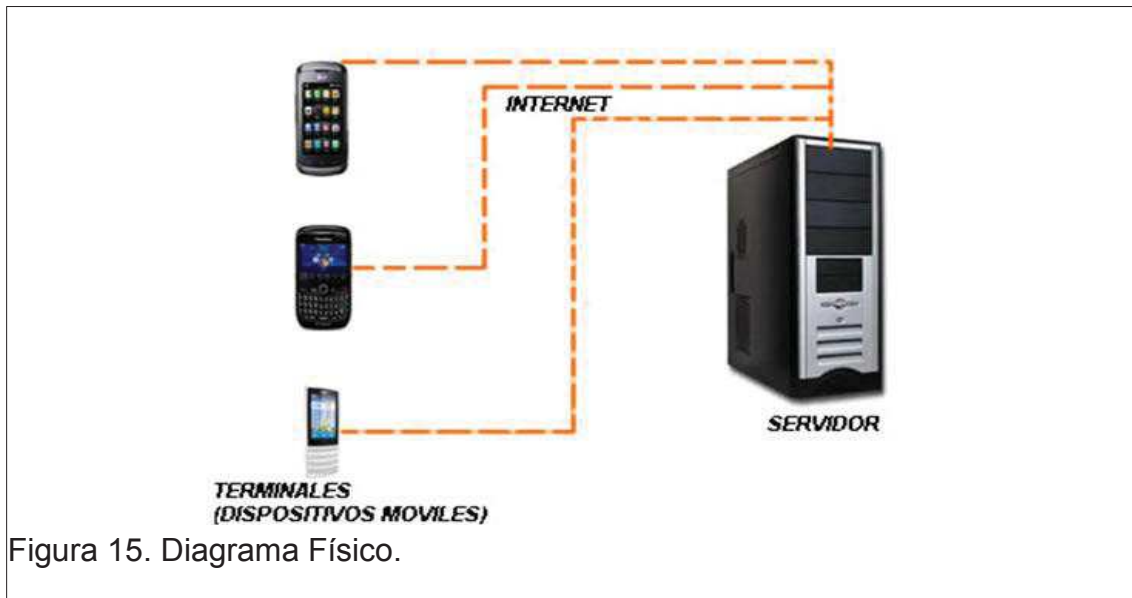 INTERNET
SERVIDOR
TERMINALES
(DISPOSITIVOS MOVILES)
Figura 15. Diagrama Físico.